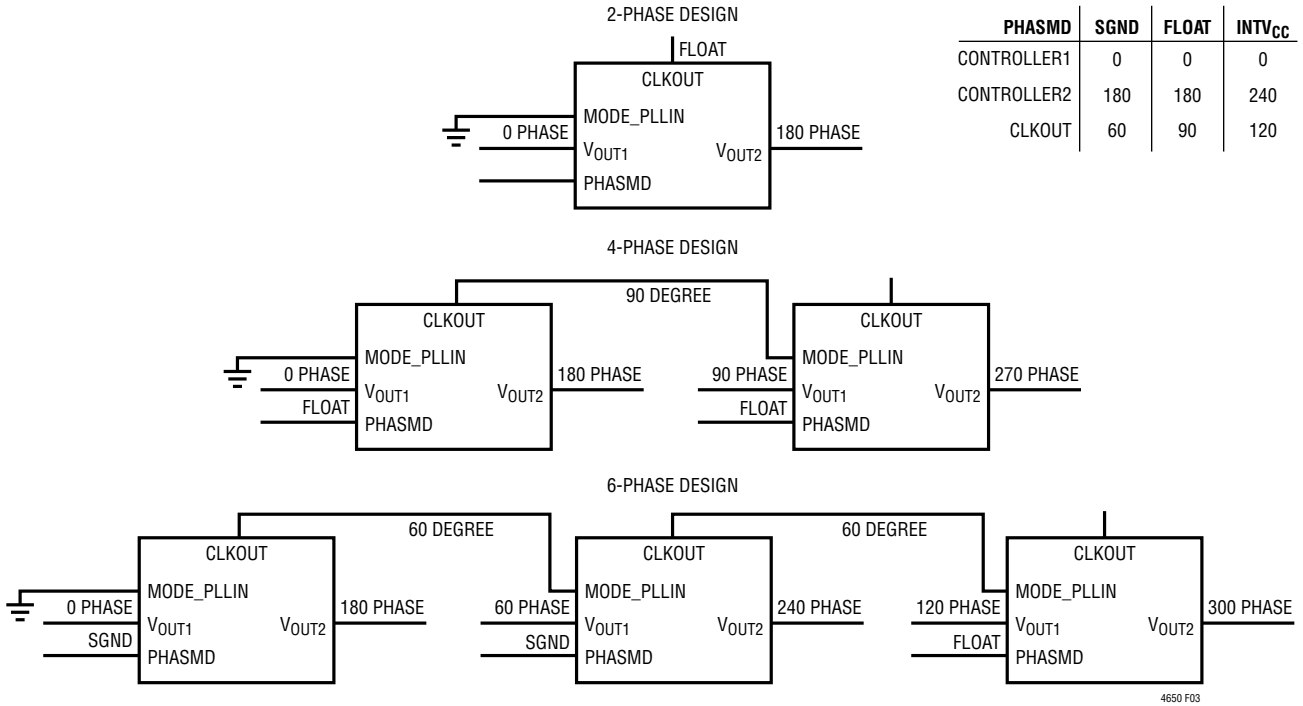 2-PHASE DESIGN
FLOAT
CLKOUT
MODE_PLLIN
0 PHASE
VOUT1
VOUT2
180 PHASE
PHASMD
PHASMD SGND FLOAT INTVCC
CONTROLLER1 0 0 0
CONTROLLER2 180 180 240
CLKOUT 60 90 120
4-PHASE DESIGN
90 DEGREE
CLKOUT
MODE_PLLIN
0 PHASE
VOUT1
VOUT2
180 PHASE
FLOAT
PHASMD
CLKOUT
MODE_PLLIN
90 PHASE
VOUT1
VOUT2
270 PHASE
FLOAT
PHASMD
6-PHASE DESIGN
60 DEGREE
60 DEGREE
CLKOUT
MODE_PLLIN
0 PHASE
VOUT1
VOUT2
180 PHASE
SGND
PHASMD
CLKOUT
MODE_PLLIN
60 PHASE
VOUT1
VOUT2
240 PHASE
SGND
PHASMD
CLKOUT
MODE_PLLIN
120 PHASE
VOUT1
VOUT2
300 PHASE
FLOAT
PHASMD
4650 F03